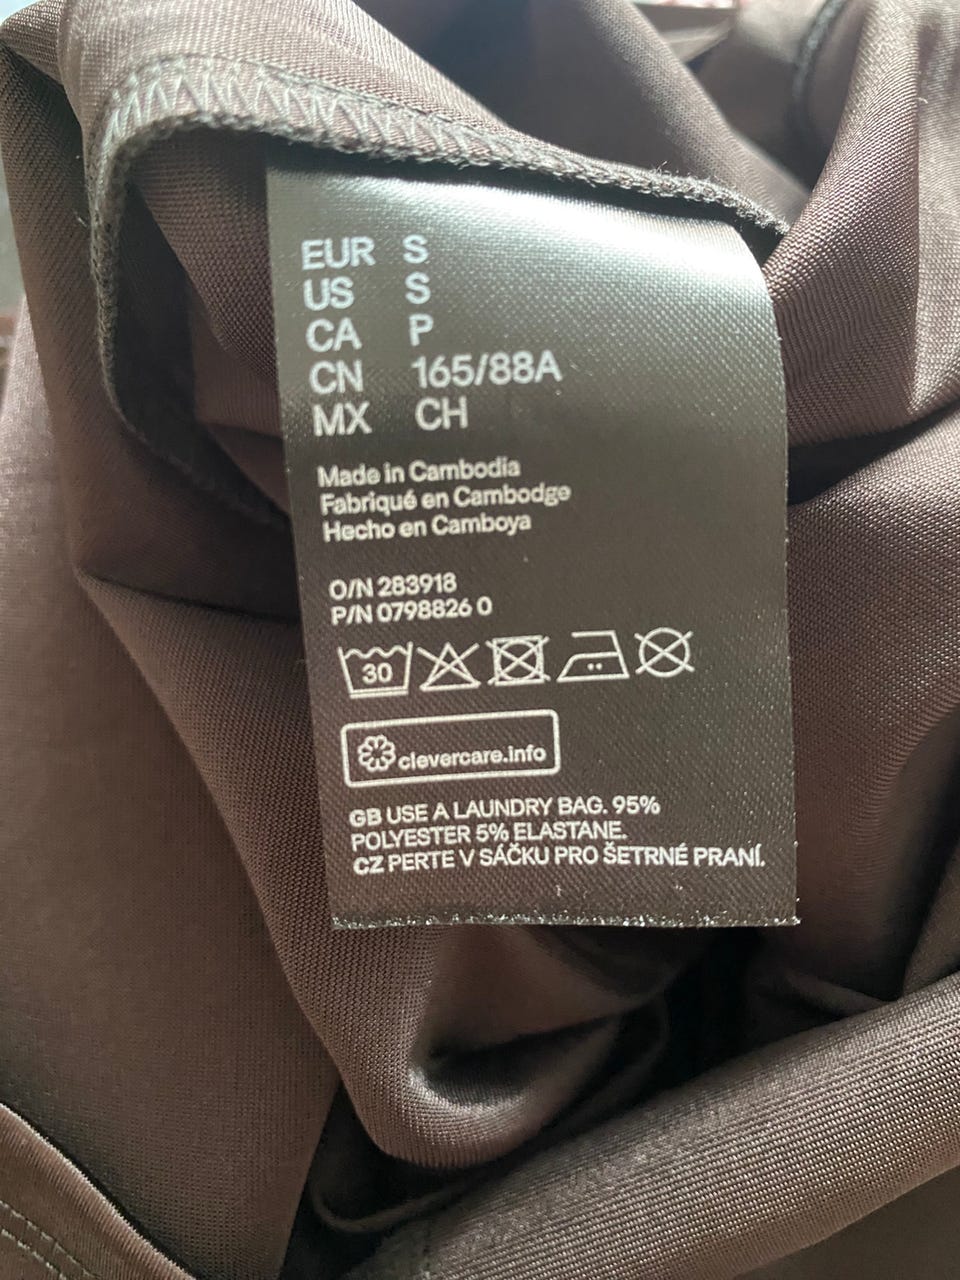 EUR S
US S
CA P
CN 165/88A
MX CH
Made in Cambodia
Fabriqué en Cambodge
Hecho en Camboya
O/N 283918
P/N 0798826 0
30
clevercare.info
GB USE A LAUNDRY BAG. 95%
POLYESTER 5% ELASTANE.
CZ PERTE V SÁČKU PRO ŠETRNÉ PRANÍ.